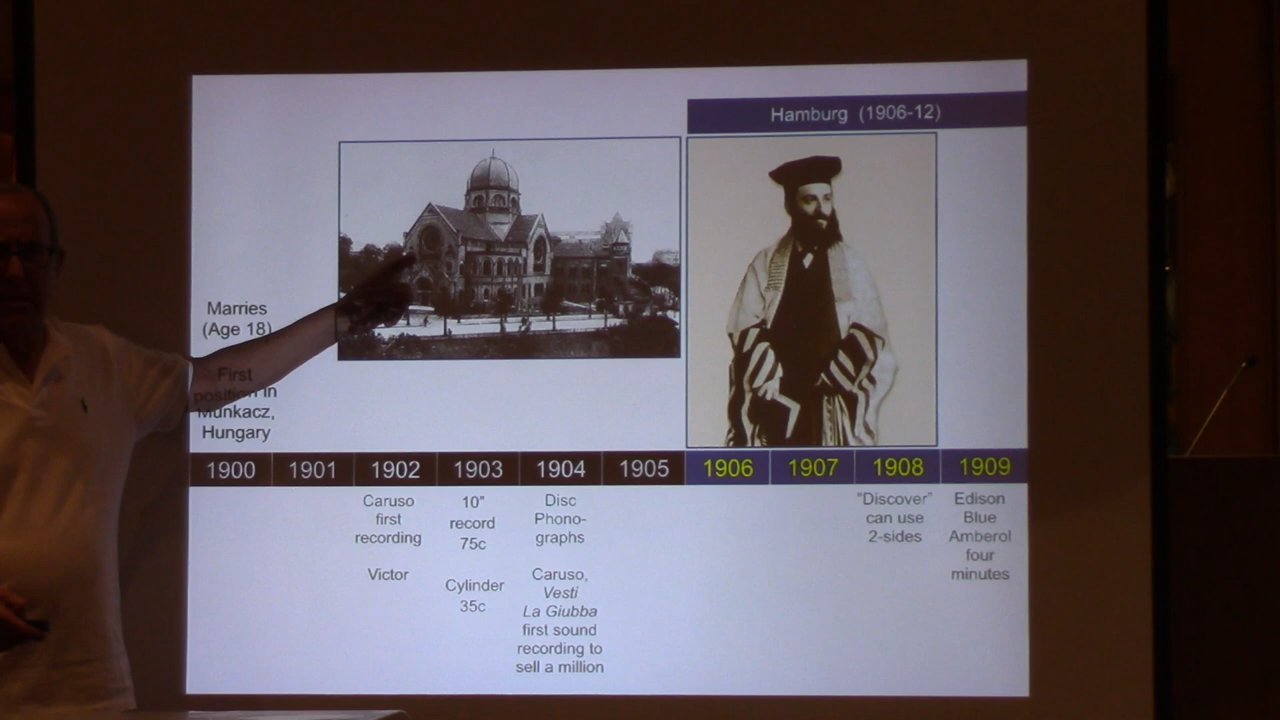 Hamburg (1906-12)
Marries
(Age 18)
First
position in
Munkacz,
Hungary
1900 1901 1902 1903 1904 1905 1906 1907 1908 1909
Caruso
first
recording
Victor
10"
record
75c
Cylinder
35c
Disc
Phono-
graphs
Caruso,
Vesti
La Giubba
first sound
recording to
sell a million
"Discover"
can use
2-sides
Edison
Blue
Amberol
four
minutes